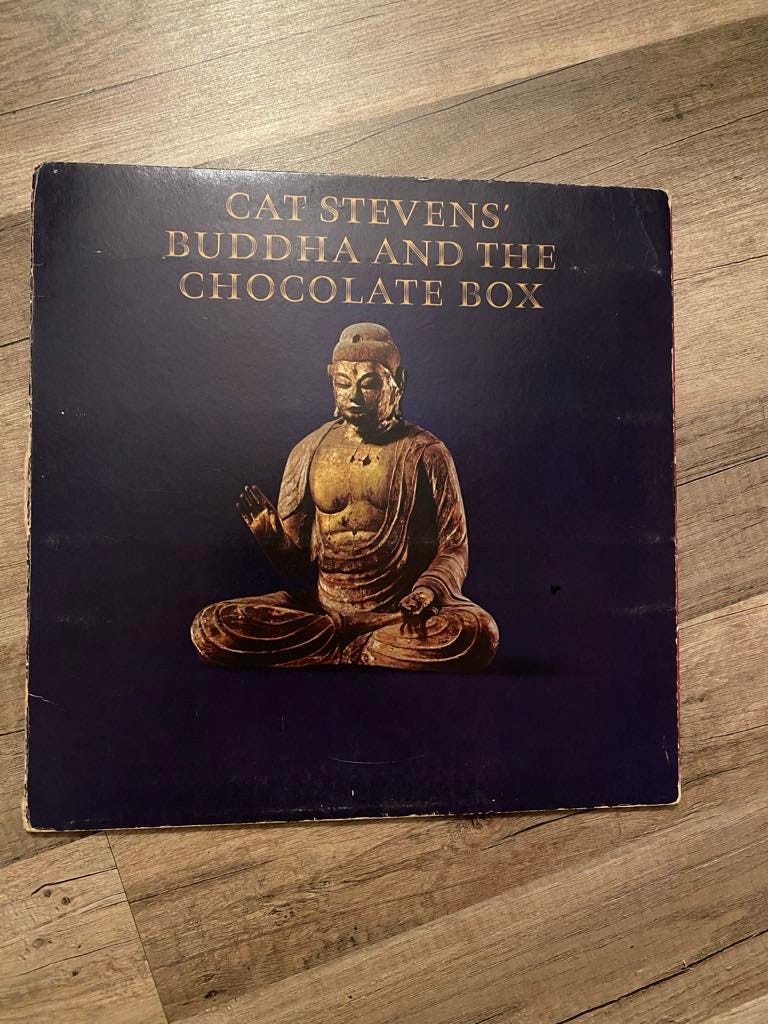 CAT STEVENS'
BUDDHA AND THE
CHOCOLATE BOX